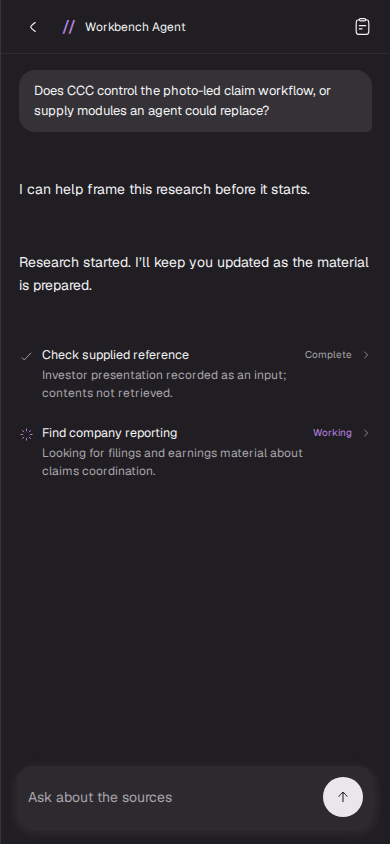 // Workbench Agent
Does CCC control the photo-led claim workflow, or
supply modules an agent could replace?
I can help frame this research before it starts.
Research started. I’ll keep you updated as the material
is prepared.
Check supplied reference
Complete
Investor presentation recorded as an input;
contents not retrieved.
Find company reporting
Working
Looking for filings and earnings material about
claims coordination.
Ask about the sources